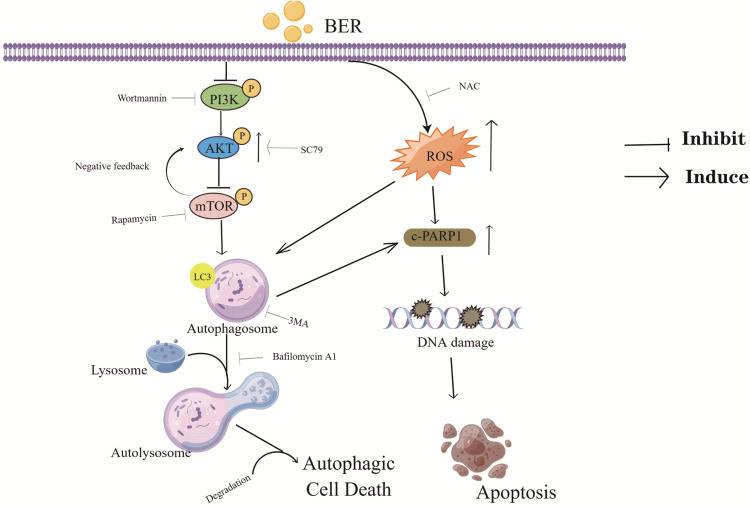 BER
Wortmannin
PI3K
P
NAC
AKT
P
SC79
ROS
Inhibit
Negative feedback
Induce
mTOR
P
Rapamycin
c-PARP1
LC3
3MA
Autophagosome
DNA damage
Lysosome
Bafilomycin A1
Autolysosome
Degradation
Autophagic
Cell Death
Apoptosis